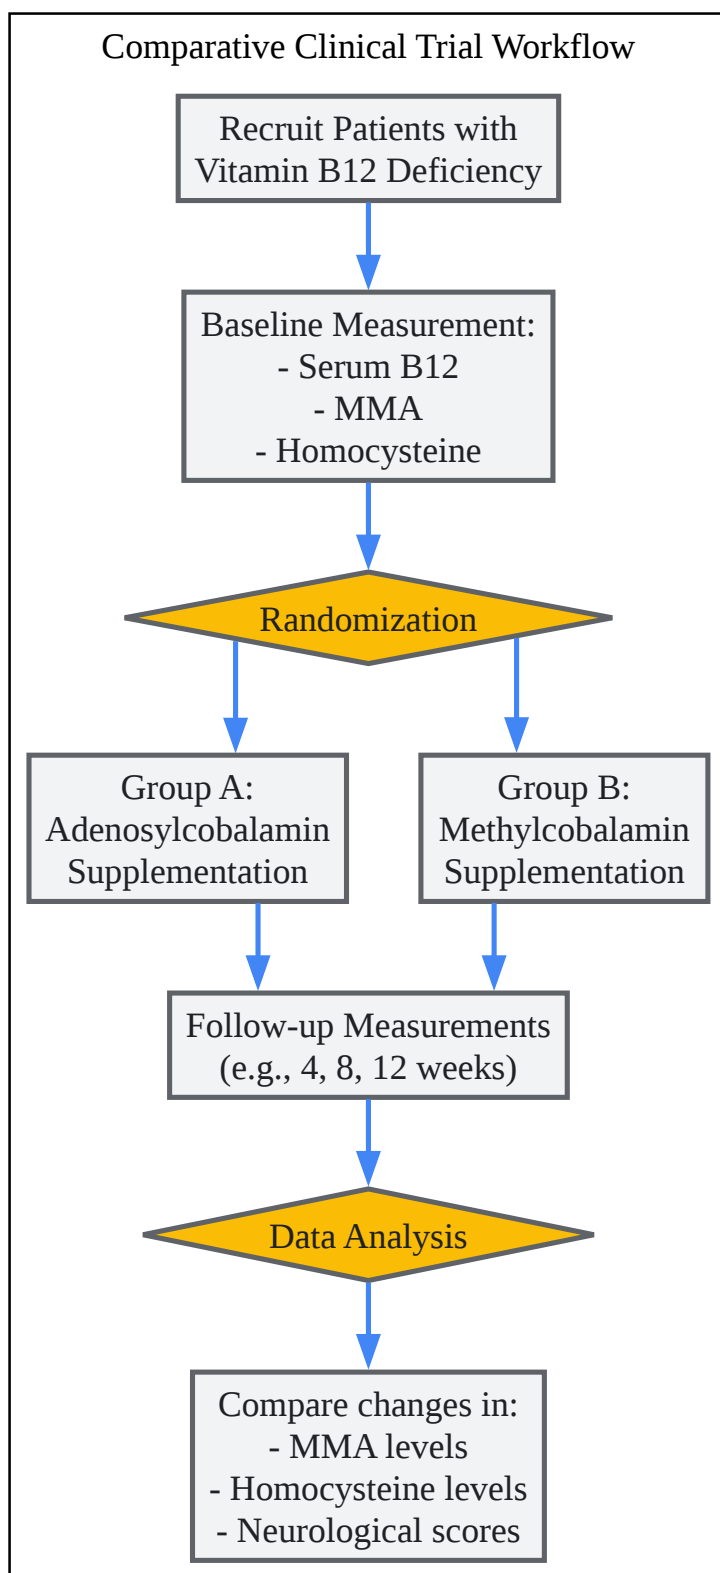 Comparative Clinical Trial Workflow
Recruit Patients with
Vitamin B12 Deficiency
Baseline Measurement:
- Serum B12
- MMA
- Homocysteine
Randomization
Group A:
Adenosylcobalamin
Supplementation
Group B:
Methylcobalamin
Supplementation
Follow-up Measurements
(e.g., 4, 8, 12 weeks)
Data Analysis
Compare changes in:
- MMA levels
- Homocysteine levels
- Neurological scores